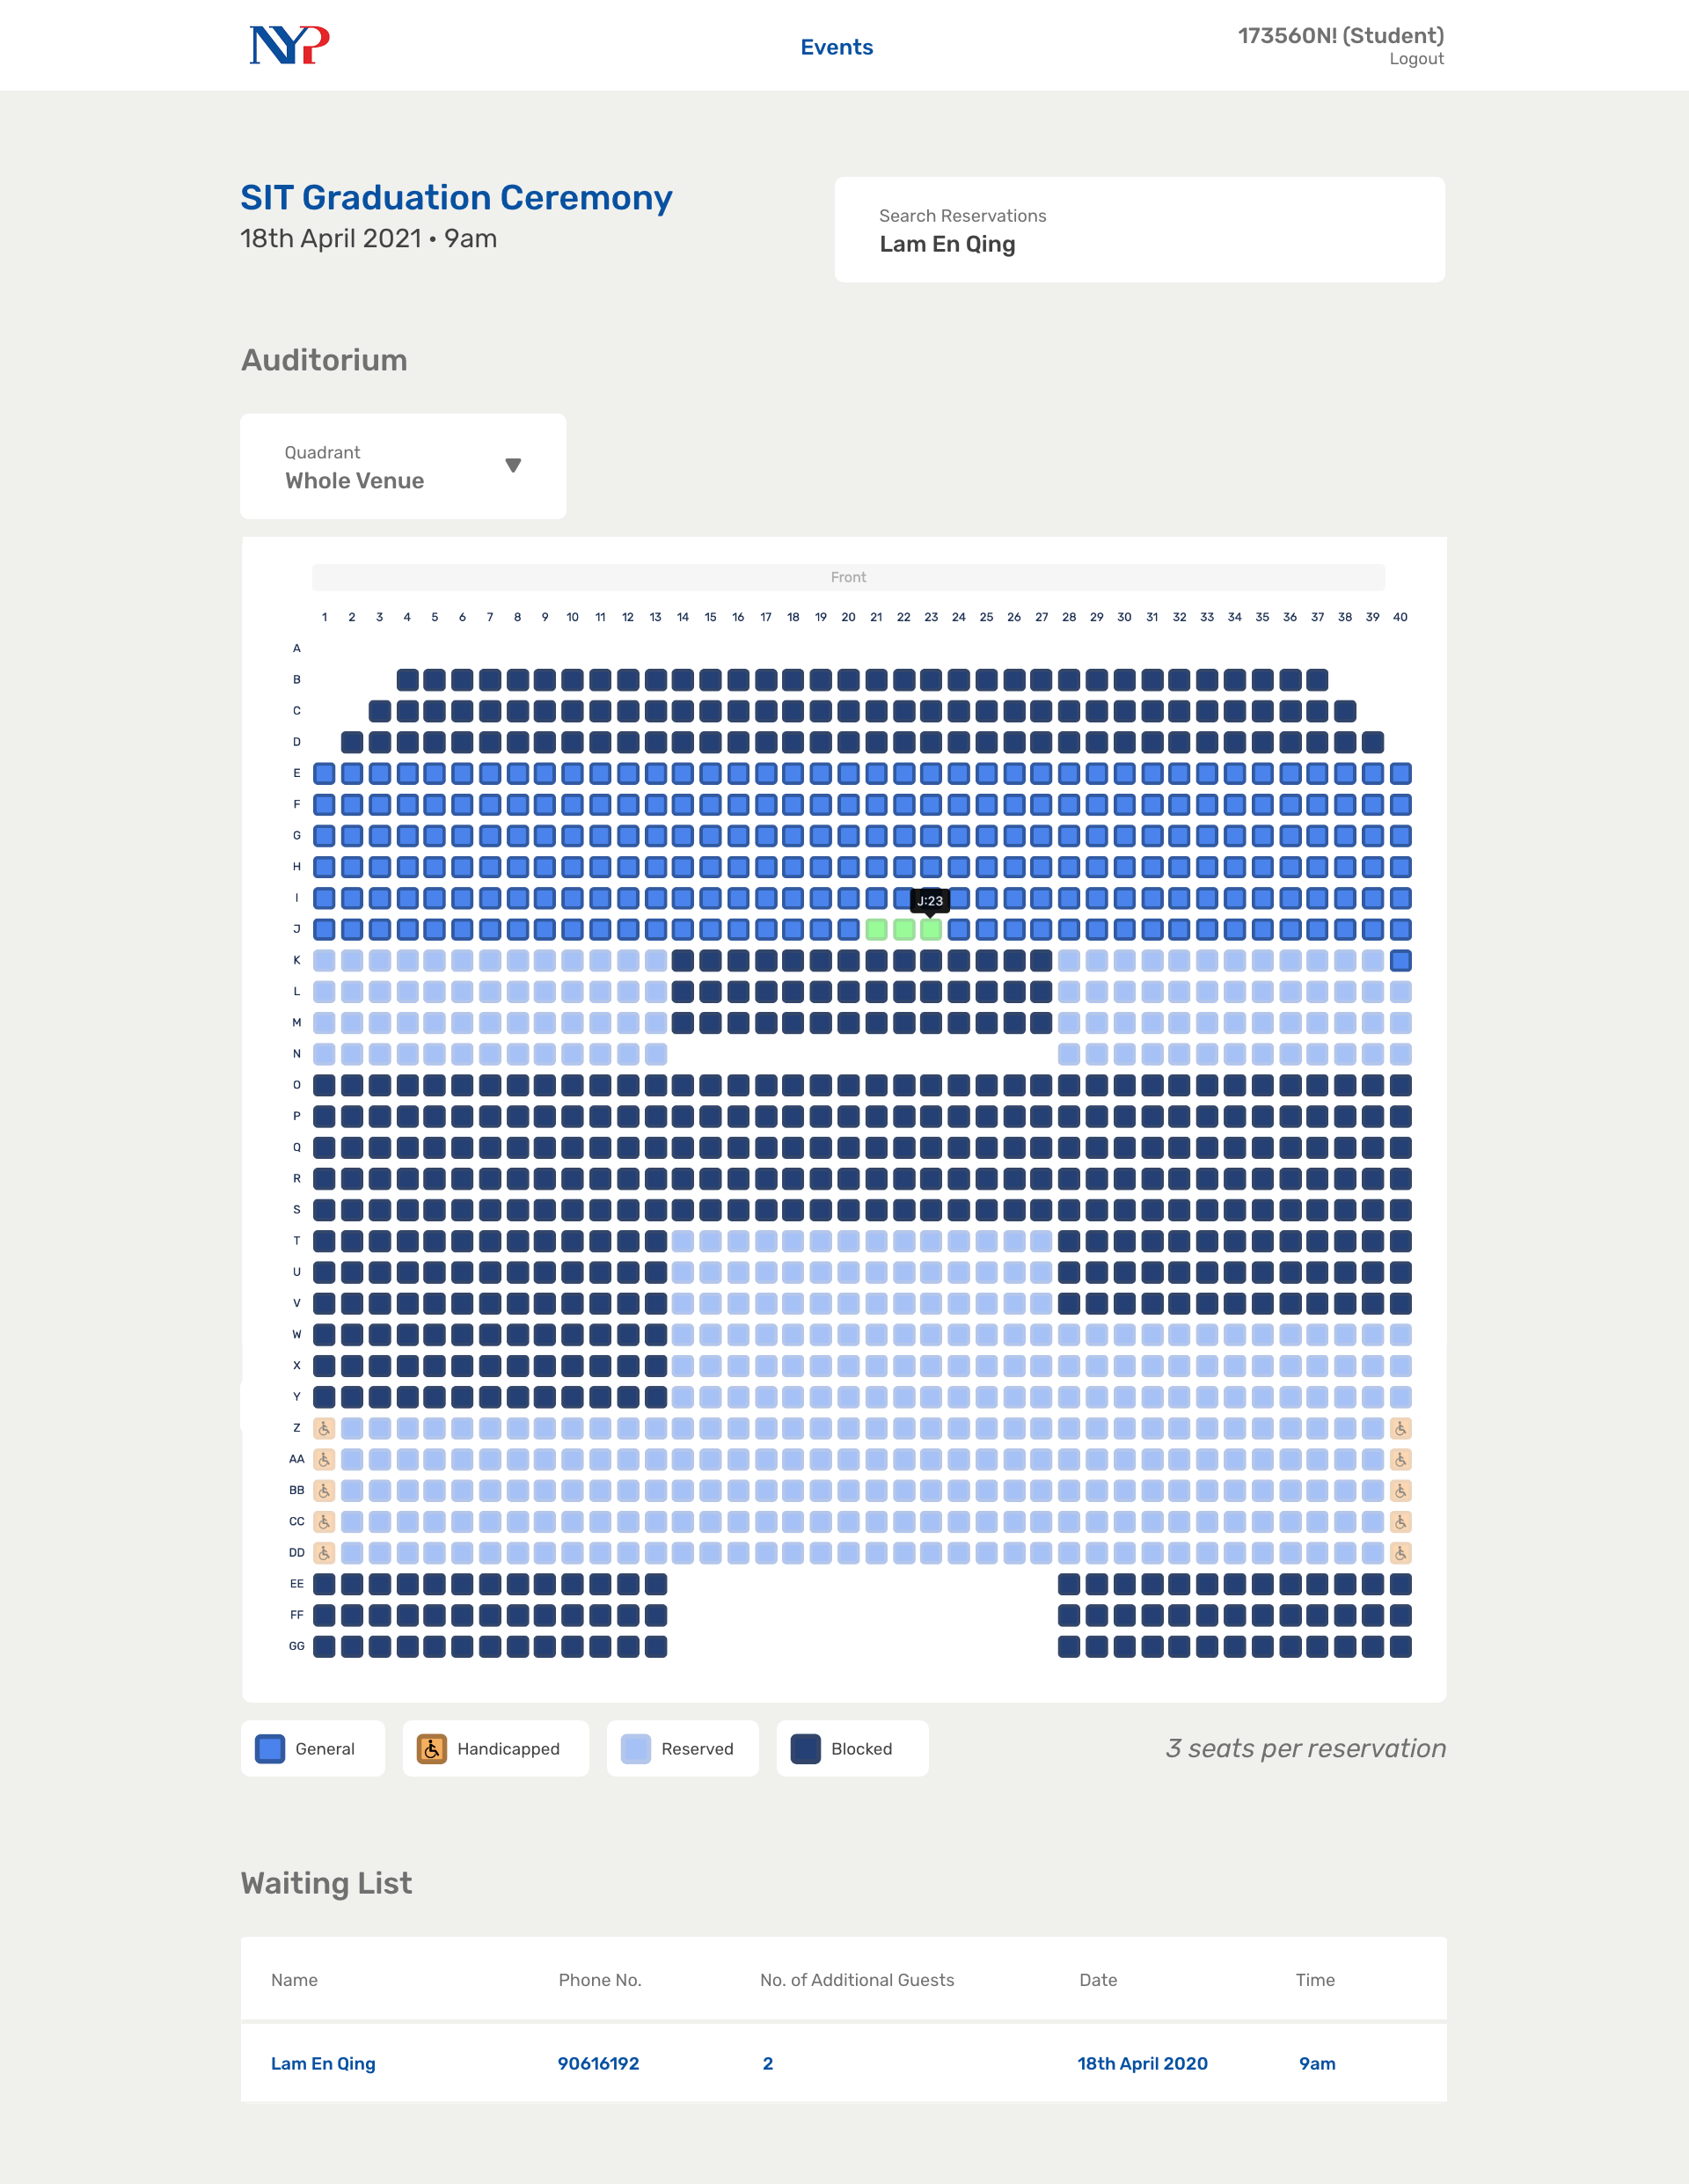 NYP
Events
173560N! (Student)
Logout
SIT Graduation Ceremony
18th April 2021 • 9am
Search Reservations
Lam En Qing
Auditorium
Quadrant
Whole Venue
Front
1 2 3 4 5 6 7 8 9 10 11 12 13 14 15 16 17 18 19 20 21 22 23 24 25 26 27 28 29 30 31 32 33 34 35 36 37 38 39 40
A
B
C
D
E
F
G
H
I
J:23
J
K
L
M
N
O
P
Q
R
S
T
U
V
W
X
Y
Z
AA
BB
CC
DD
EE
FF
GG
General Handicapped Reserved Blocked 3 seats per reservation
Waiting List
Name Phone No. No. of Additional Guests Date Time
Lam En Qing 90616192 2 18th April 2020 9am